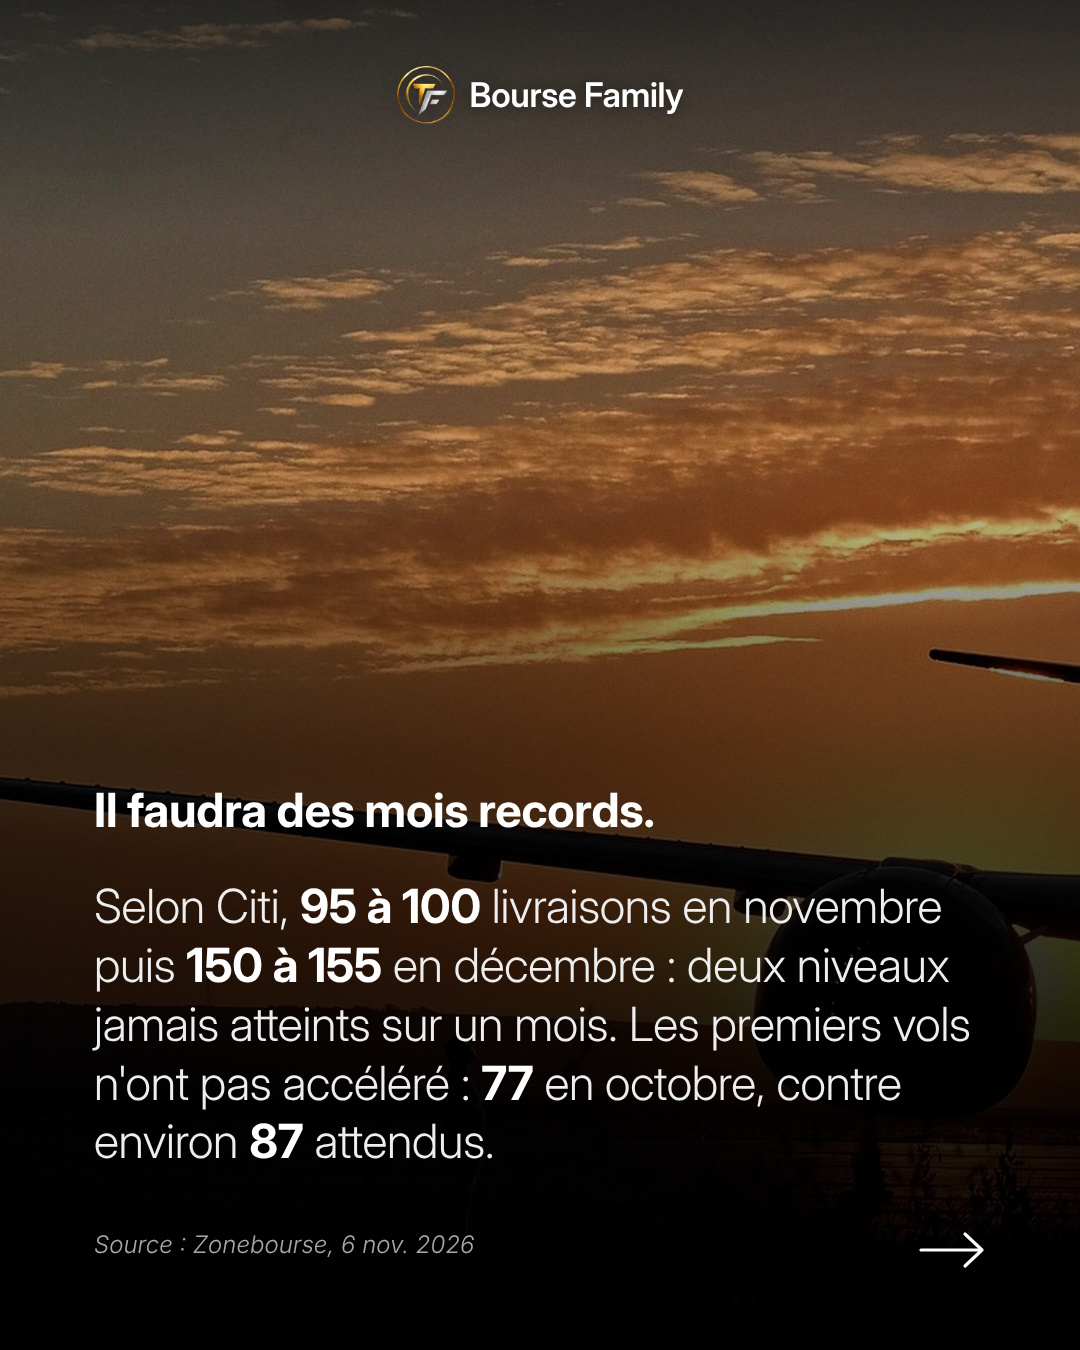 Bourse Family
Il faudra des mois records.
Selon Citi, 95 à 100 livraisons en novembre
puis 150 à 155 en décembre : deux niveaux
jamais atteints sur un mois. Les premiers vols
n'ont pas accéléré : 77 en octobre, contre
environ 87 attendus.
Source : Zonebourse, 6 nov. 2026